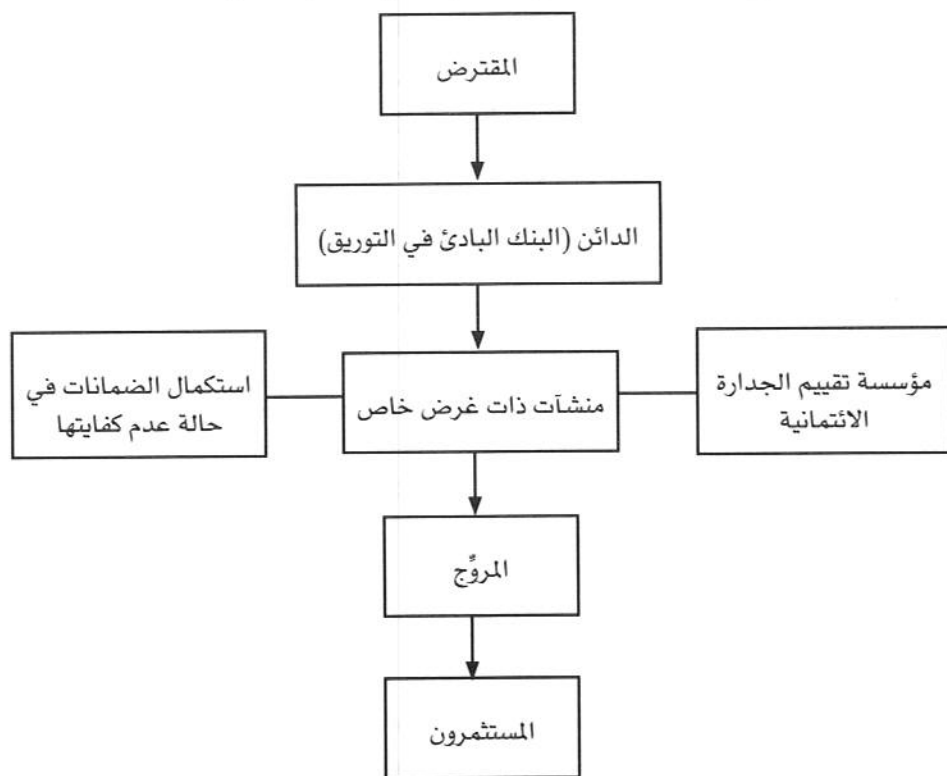 المقترض
الدائن (البنك البادئ في التوريق)
مؤسسة تقييم الجدارة
الائتمانية
منشآت ذات غرض خاص
استكمال الضمانات في
حالة عدم كفايتها
المروِّج
المستثمرون